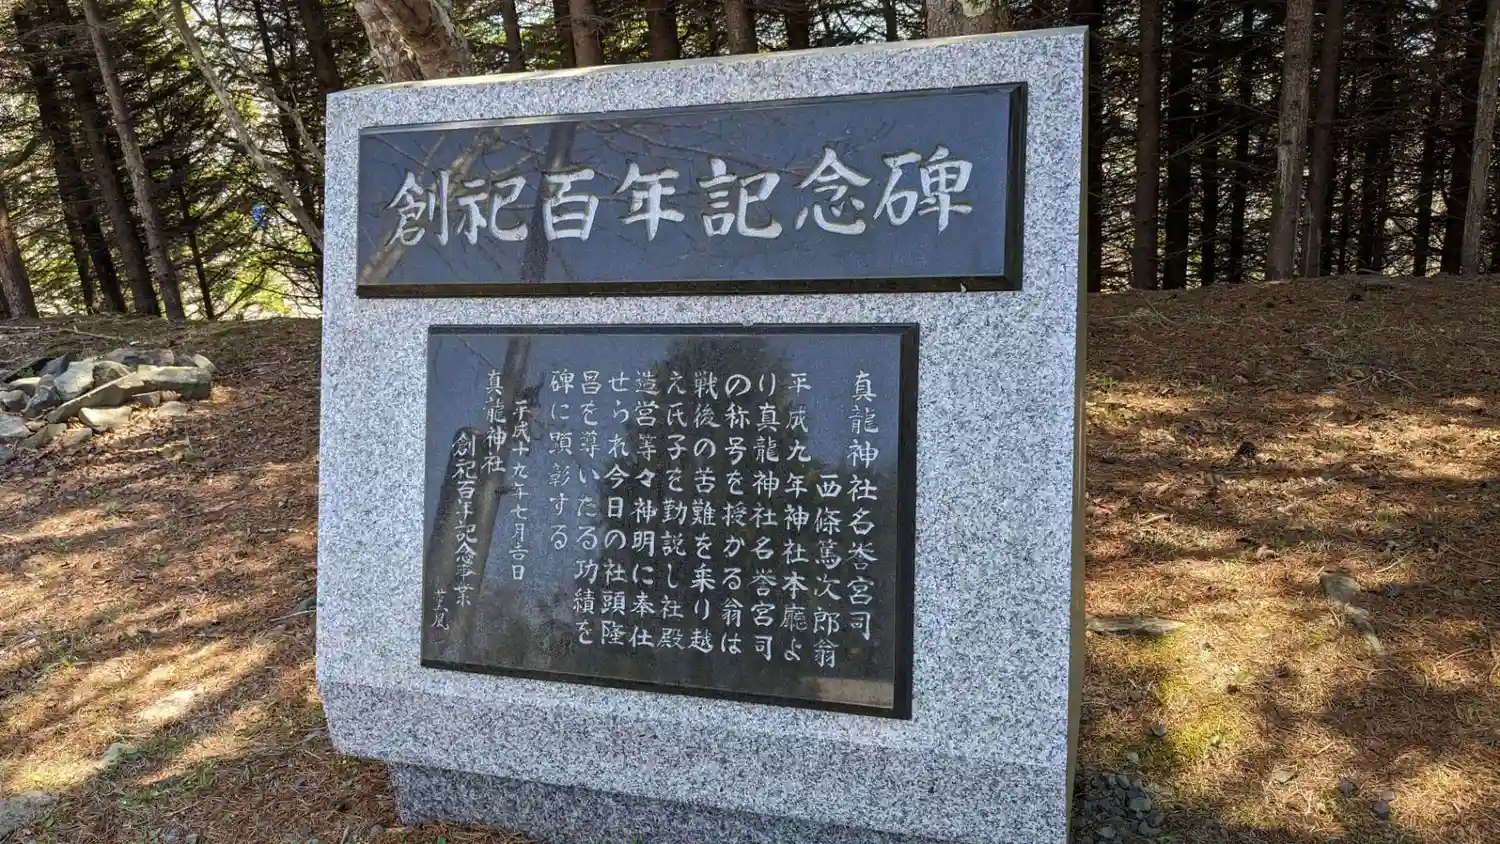 創祀百年記念碑
真龍神社名誉宮司
西條篤次郎翁
平成九年神社本廳よ
り真龍神社名誉宮司
の称号を授かる翁は
戦後の苦難を乗り越
え氏子を勤説し社殿
造営等々神明に奉仕
せられ今日の社頭隆
昌を導いたる功績を
碑に顕彰する
平成十九年七月吉日
真龍神社
創祀百年記念事業